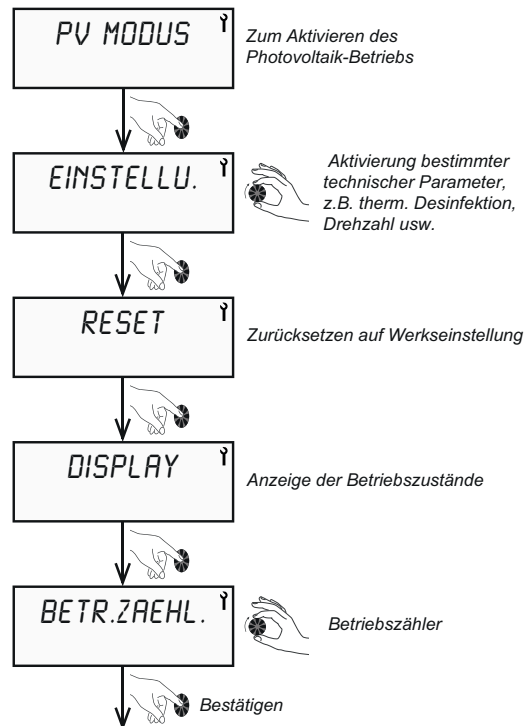 PV MODUS
Zum Aktivieren des
Photovoltaik-Betriebs
EINSTELLU.
Aktivierung bestimmter
technischer Parameter,
z.B. therm. Desinfektion,
Drehzahl usw.
RESET
Zurücksetzen auf Werkseinstellung
DISPLAY
Anzeige der Betriebszustände
BETR.ZAEHL.
Betriebszähler
Bestätigen